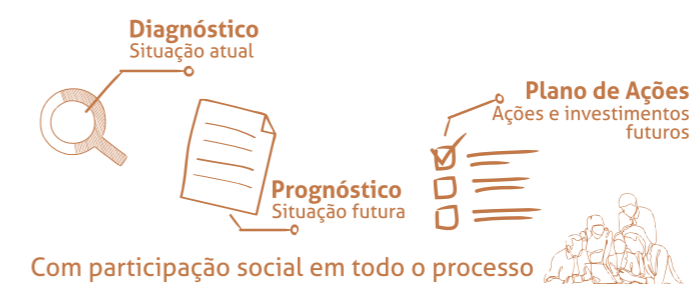 Diagnóstico
Situação atual
Prognóstico
Situação futura
Plano de Ações
Ações e investimentos
futuros
Com participação social em todo o processo